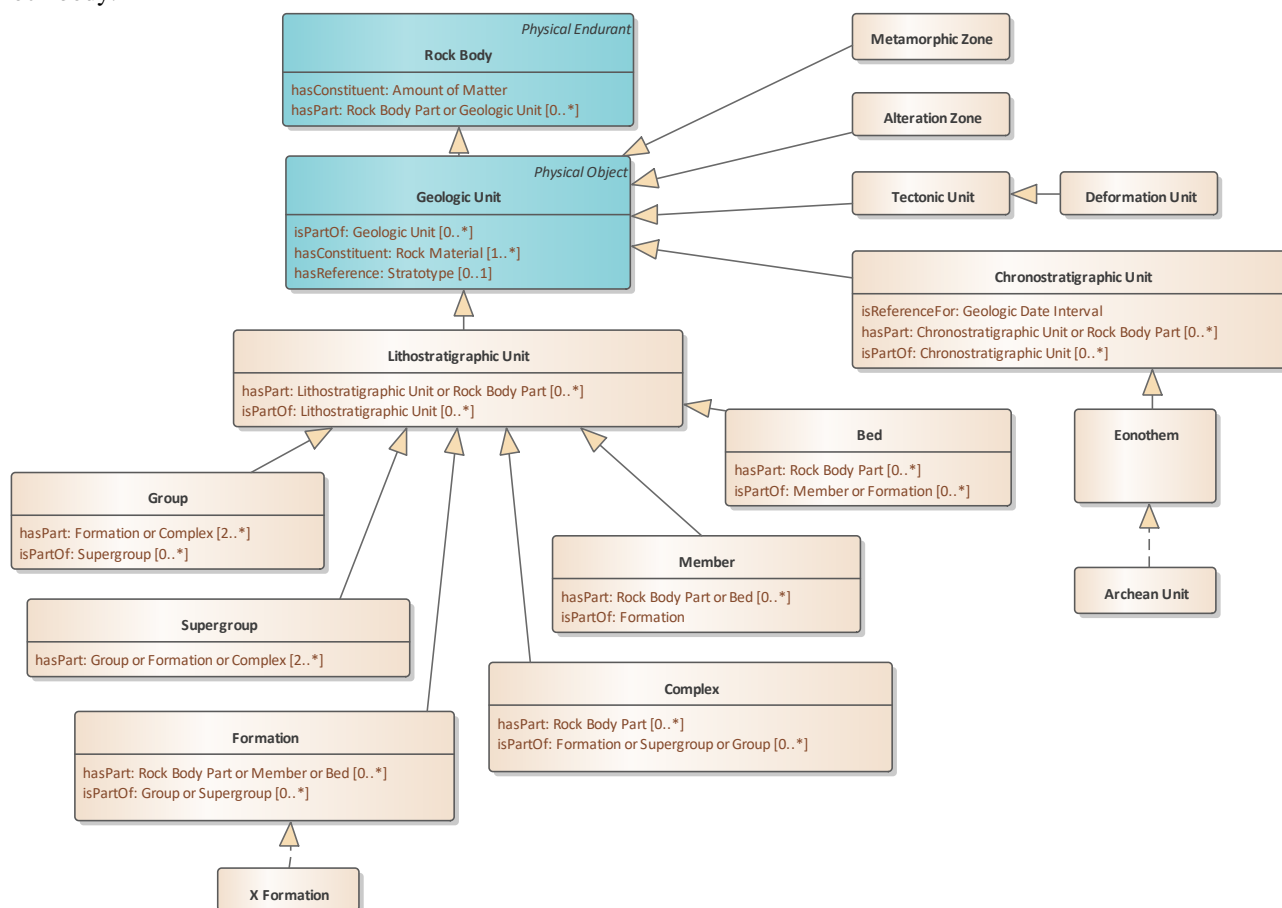 Physical Endurant
Rock Body
hasConstituent: Amount of Matter
hasPart: Rock Body Part or Geologic Unit [0..*]
Metamorphic Zone
Alteration Zone
Physical Object
Geologic Unit
isPartOf: Geologic Unit [0..*]
hasConstituent: Rock Material [1..*]
hasReference: Stratotype [0..1]
Tectonic Unit
Deformation Unit
Chronostratigraphic Unit
isReferenceFor: Geologic Date Interval
hasPart: Chronostratigraphic Unit or Rock Body Part [0..*]
isPartOf: Chronostratigraphic Unit [0..*]
Lithostratigraphic Unit
hasPart: Lithostratigraphic Unit or Rock Body Part [0..*]
isPartOf: Lithostratigraphic Unit [0..*]
Bed
hasPart: Rock Body Part [0..*]
isPartOf: Member or Formation [0..*]
Eonothem
Group
hasPart: Formation or Complex [2..*]
isPartOf: Supergroup [0..*]
Member
hasPart: Rock Body Part or Bed [0..*]
isPartOf: Formation
Archean Unit
Supergroup
hasPart: Group or Formation or Complex [2..*]
Complex
hasPart: Rock Body Part [0..*]
isPartOf: Formation or Supergroup or Group [0..*]
Formation
hasPart: Rock Body Part or Member or Bed [0..*]
isPartOf: Group or Supergroup [0..*]
X Formation